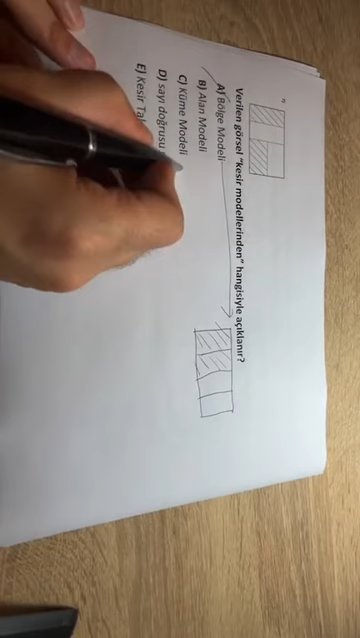 Verilen görsel "kesir modellerinden" hangisiyle açıklanır?
A) Bölge Modeli
B) Alan Modeli
C) Küme Modeli
D) sayı doğrusu
E) Kesir